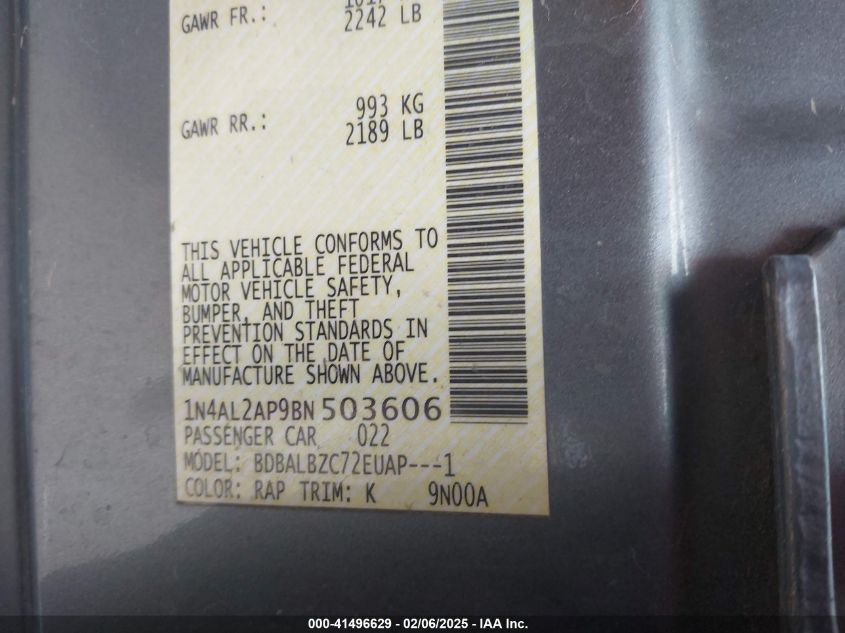 GAWR FR.: 2242 LB
993 KG
GAWR RR.: 2189 LB
THIS VEHICLE CONFORMS TO
ALL APPLICABLE FEDERAL
MOTOR VEHICLE SAFETY,
BUMPER, AND THEFT
PREVENTION STANDARDS IN
EFFECT ON THE DATE OF
MANUFACTURE SHOWN ABOVE.
1N4AL2AP9BN503606
PASSENGER CAR 022
MODEL: BDBALBZC72EUAP---1
COLOR: RAP TRIM: K 9N00A
000-41496629 - 02/06/2025 - IAA Inc.